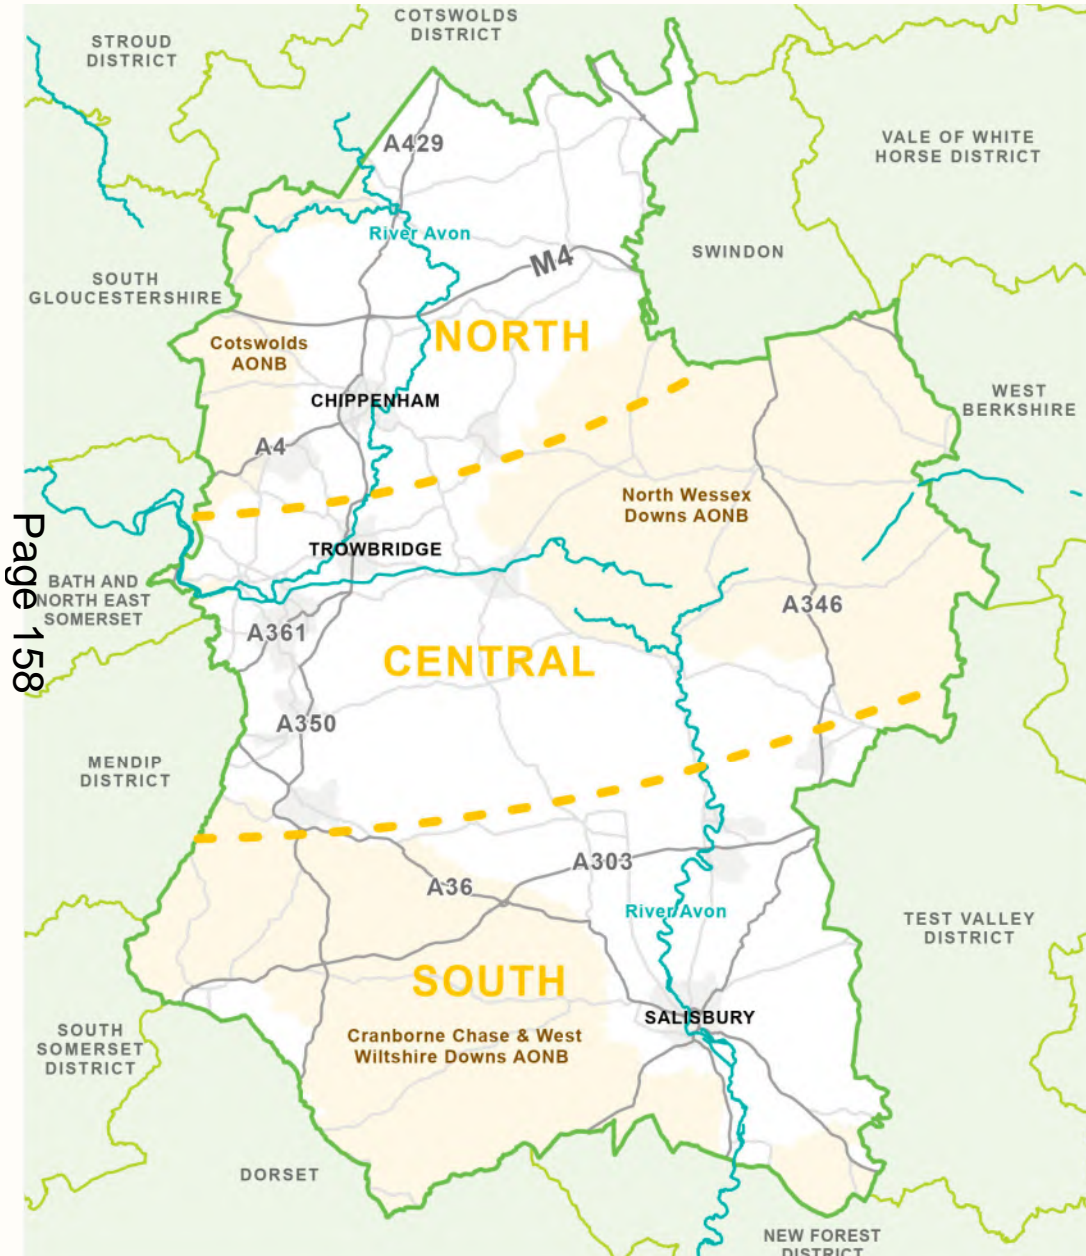 COTSWOLDS
DISTRICT
STROUD
DISTRICT
A429
VALE OF WHITE
HORSE DISTRICT
River Avon
SWINDON
M4
SOUTH
GLOUCESTERSHIRE
NORTH
Cotswolds
AONB
WEST
BERKSHIRE
CHIPPENHAM
A4
North Wessex
Downs AONB
Page 158
TROWBRIDGE
BATH AND
NORTH EAST
SOMERSET
A346
A361
CENTRAL
A350
MENDIP
DISTRICT
A303
A36
River Avon
TEST VALLEY
DISTRICT
SOUTH
SALISBURY
SOUTH
SOMERSET
DISTRICT
Cranborne Chase & West
Wiltshire Downs AONB
DORSET
NEW FOREST
DISTRICT